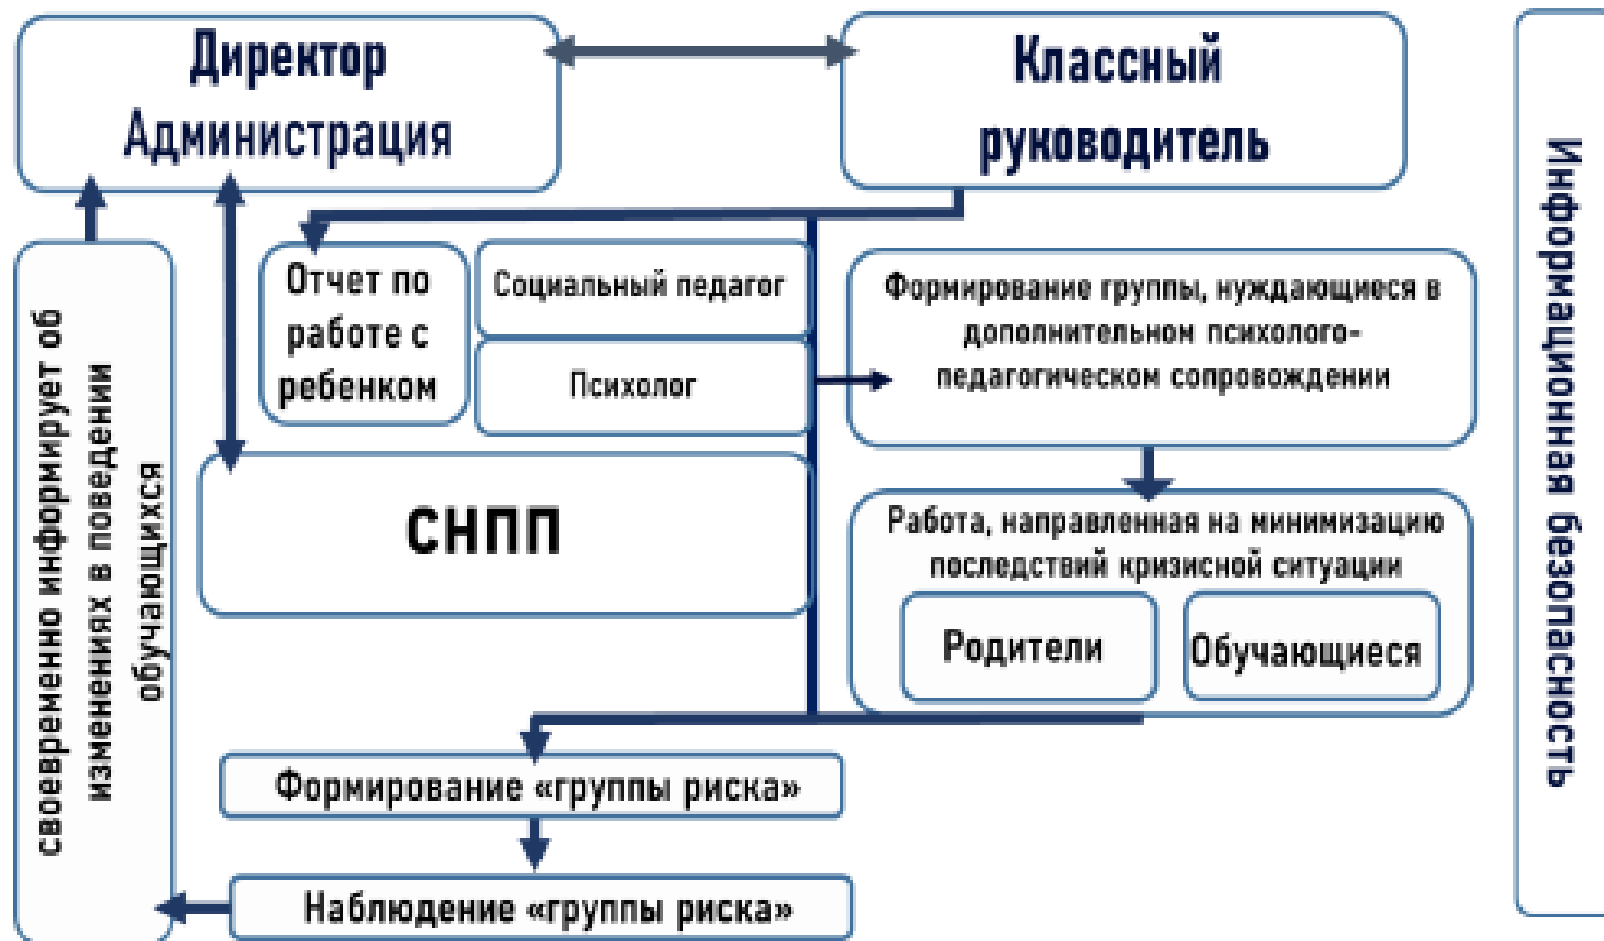 Директор
Администрация
Классный
руководитель
Отчет по
работе с
ребенком
Социальный педагог
Психолог
Формирование группы, нуждающиеся в
дополнительном психолого-
педагогическом сопровождении
СНПП
Работа, направленная на минимизацию
последствий кризисной ситуации
Родители
Обучающиеся
Формирование «группы риска»
Наблюдение «группы риска»
своевременно информирует об
изменениях в поведении
обучающихся
Информационная безопасность